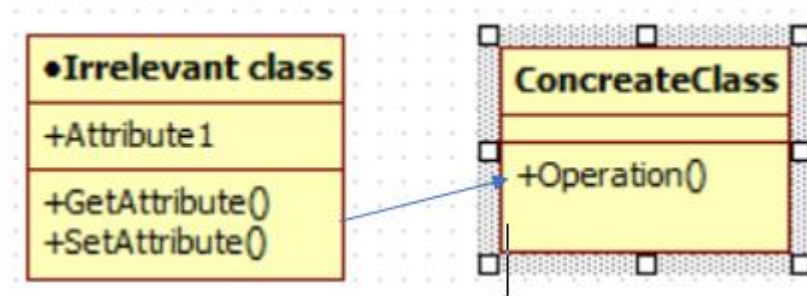 ●Irrelevant class
+Attribute1
+GetAttribute()
+SetAttribute()
ConcreateClass
+Operation()